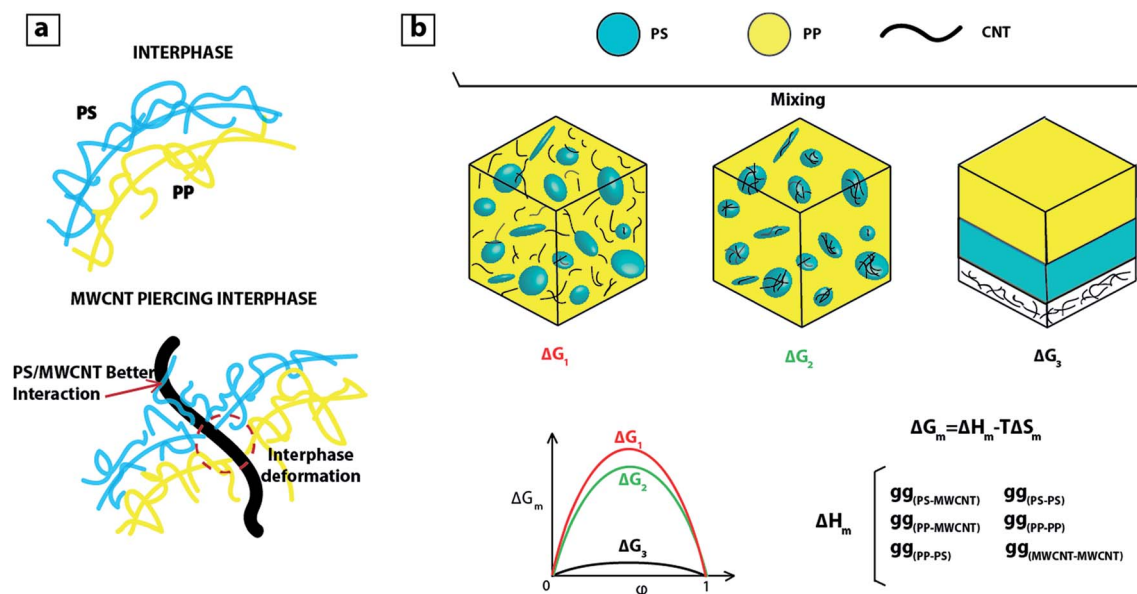 a
INTERPHASE
PS
PP
MWCNT PIERCING INTERPHASE
PS/MWCNT Better
Interaction
Interphase
deformation
b
PS
PP
CNT
Mixing
ΔG₁
ΔG₂
ΔG₃
ΔGₘ
ΔG₁
ΔG₂
ΔG₃
0
φ
1
ΔGₘ=ΔHₘ-TΔSₘ
ΔHₘ
gg(PS-MWCNT) gg(PS-PS)
gg(PP-MWCNT) gg(PP-PP)
gg(PP-PS) gg(MWCNT-MWCNT)